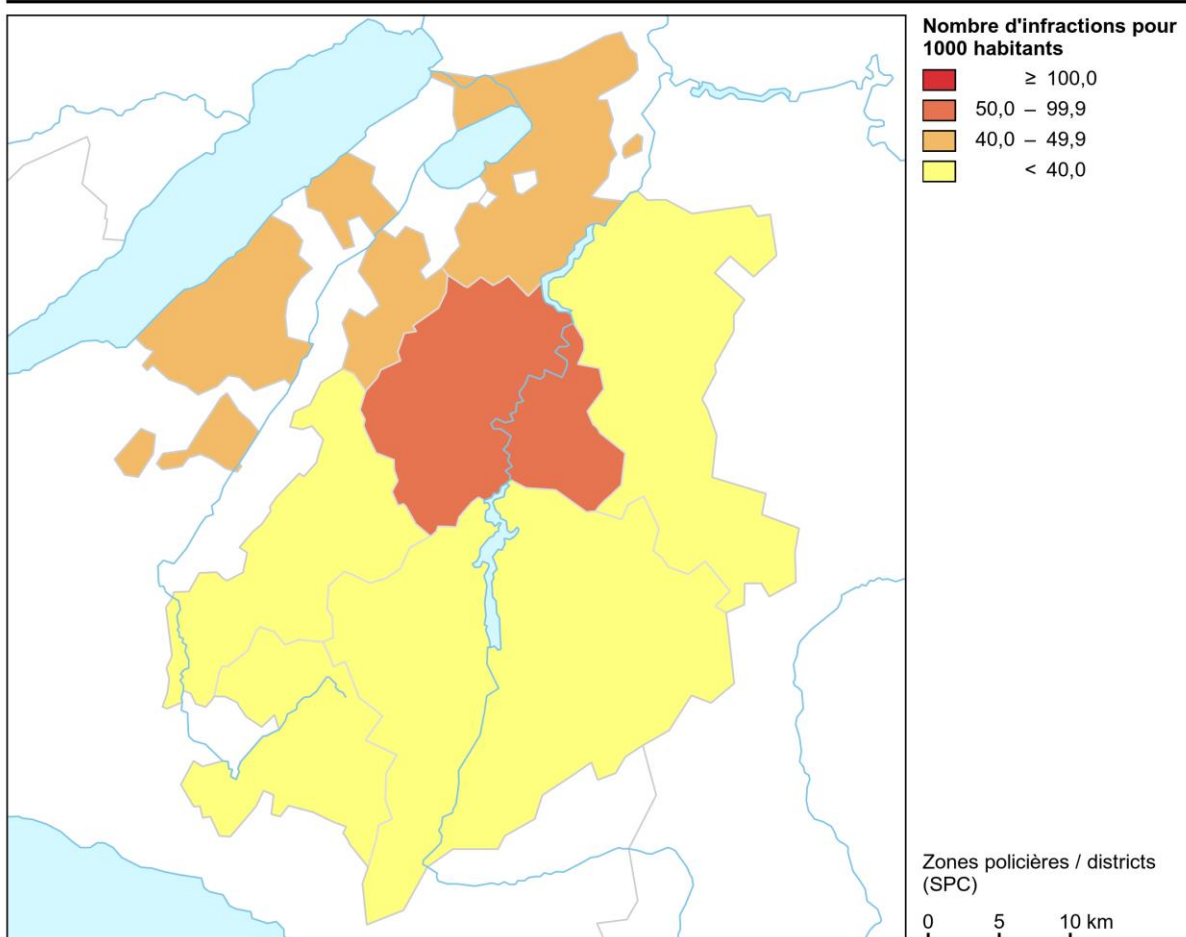 Nombre d'infractions pour
1000 habitants
≥ 100,0
50,0 – 99,9
40,0 – 49,9
< 40,0
Zones policières / districts
(SPC)
0 5 10 km